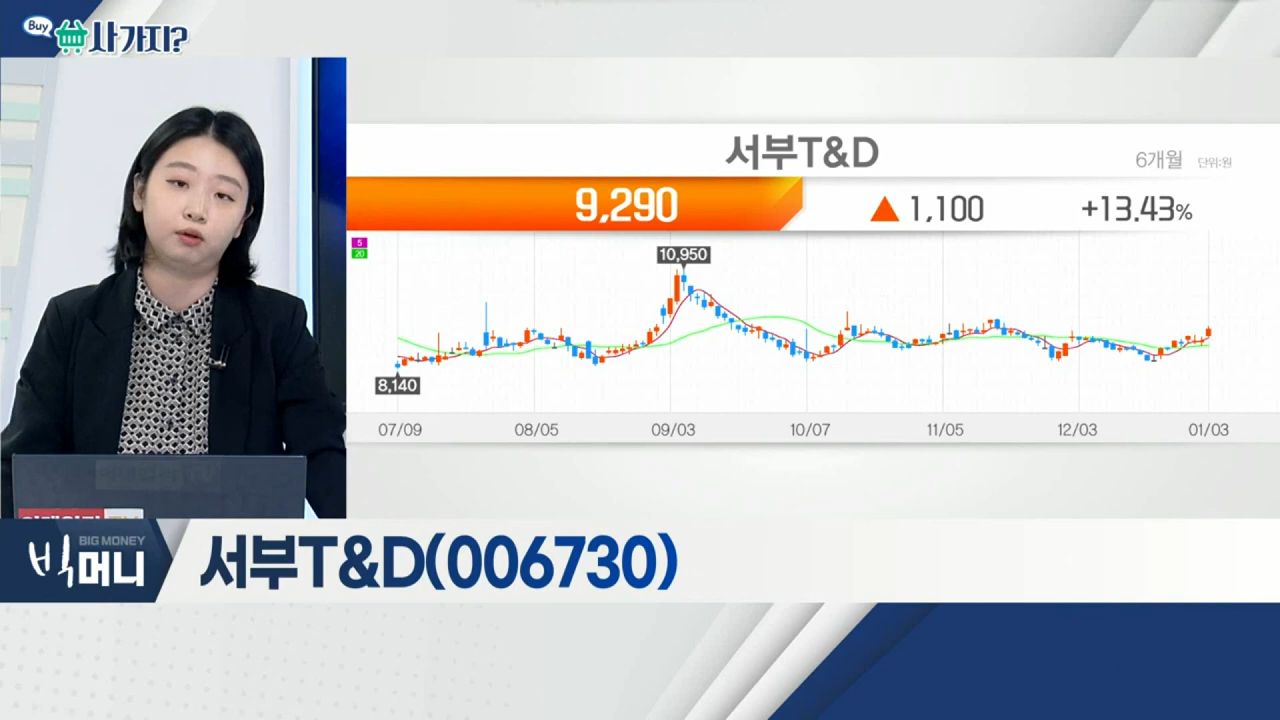 Buy
사가지?
서부T&D
6개월 단위:원
9,290 ▲ 1,100 +13.43%
5
20
10,950
8,140
07/09 08/05 09/03 10/07 11/05 12/03 01/03
BIG MONEY
빅머니
서부T&D(006730)